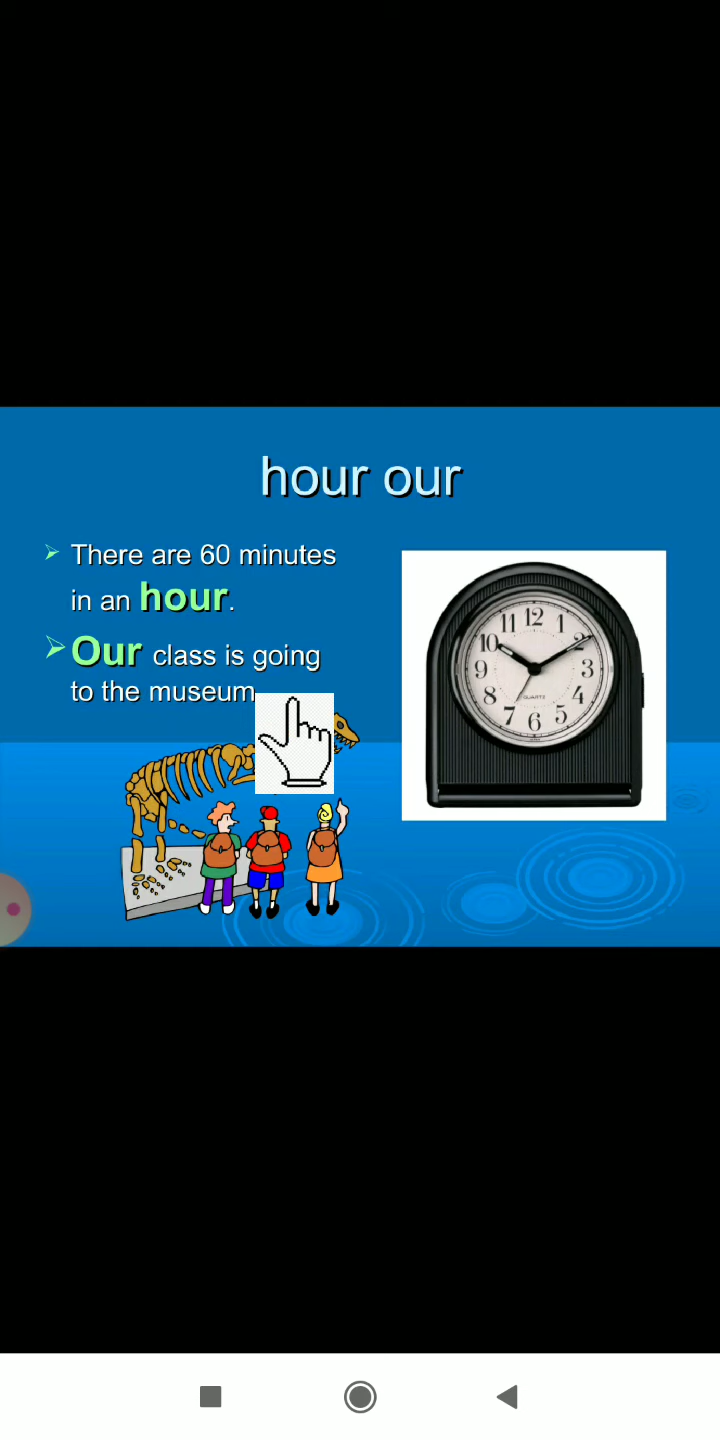 hour our
There are 60 minutes
in an hour.
Our class is going
to the museum
11 12 1
10 2
9 3
8 4
7 6 5
QUARTZ